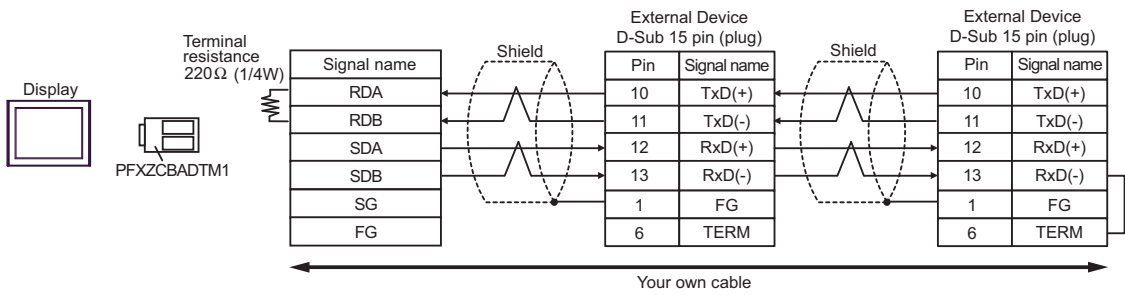 External Device
D-Sub 15 pin (plug)
External Device
D-Sub 15 pin (plug)
Terminal
resistance
220Ω (1/4W)
Shield
Shield
Display
PFXZCBADTM1
Signal name
RDA
RDB
SDA
SDB
SG
FG
Pin Signal name
10 TxD(+)
11 TxD(-)
12 RxD(+)
13 RxD(-)
1 FG
6 TERM
Pin Signal name
10 TxD(+)
11 TxD(-)
12 RxD(+)
13 RxD(-)
1 FG
6 TERM
Your own cable